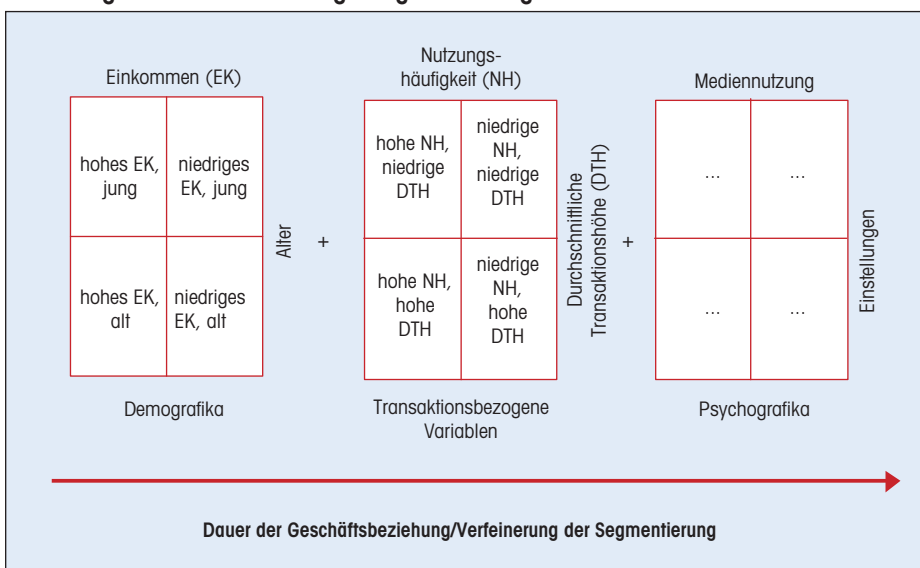 Einkommen (EK)
hohes EK,
jung
niedriges
EK, jung
hohes EK,
alt
niedriges
EK, alt
Alter
Demografika
+
Nutzungs-
häufigkeit (NH)
hohe NH,
niedrige
DTH
niedrige
NH,
niedrige
DTH
hohe NH,
hohe
DTH
niedrige
NH,
hohe
DTH
Durchschnittliche
Transaktionshöhe (DTH)
Transaktionsbezogene
Variablen
+
Mediennutzung
...
...
...
...
Einstellungen
Psychografika
Dauer der Geschäftsbeziehung/Verfeinerung der Segmentierung